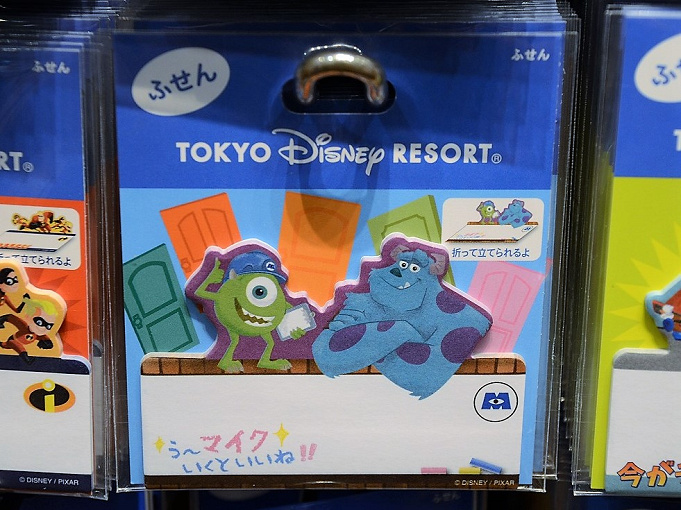 ふせん
ふせん
ふせん
ふ
TOKYO Disney RESORT®
RT®
T
折って立てられるよ
って立てられるよ
M
i
う～マイク
いくといいね!!
今が
© DISNEY / PIXAR
© DISNEY / PIXAR